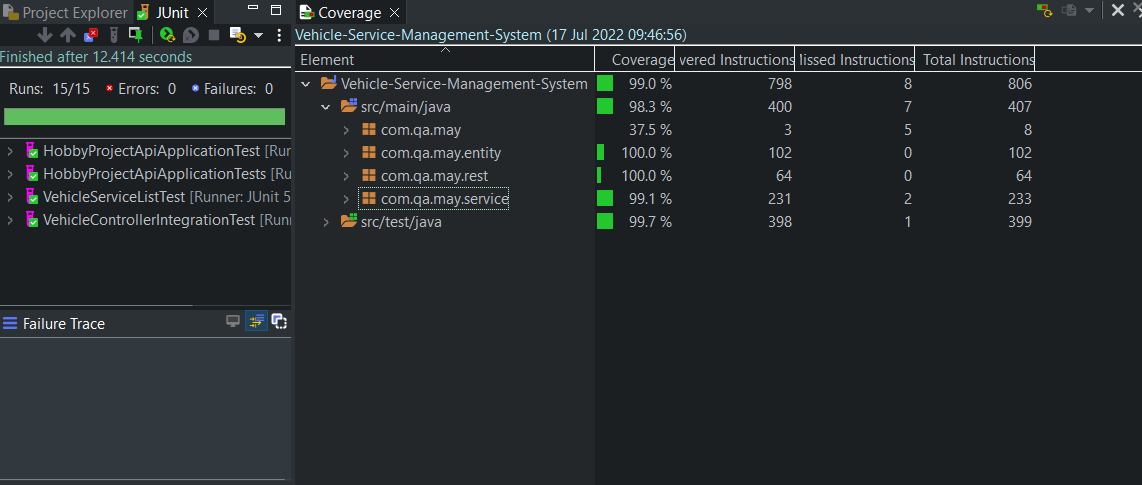 Project Explorer JUnit
Finished after 12.414 seconds
Runs: 15/15 Errors: 0 Failures: 0
HobbyProjectApiApplicationTest [Ru
HobbyProjectApiApplicationTests [Ru
VehicleServiceListTest [Runner: JUnit 5
VehicleControllerIntegrationTest [Run
Failure Trace
Coverage
Vehicle-Service-Management-System (17 Jul 2022 09:46:56)
Element Coverage vered Instructions lissed Instructions Total Instructions
Vehicle-Service-Management-System 99.0 % 798 8 806
src/main/java 98.3 % 400 7 407
com.qa.may 37.5 % 3 5 8
com.qa.may.entity 100.0 % 102 0 102
com.qa.may.rest 100.0 % 64 0 64
com.qa.may.service 99.1 % 231 2 233
src/test/java 99.7 % 398 1 399